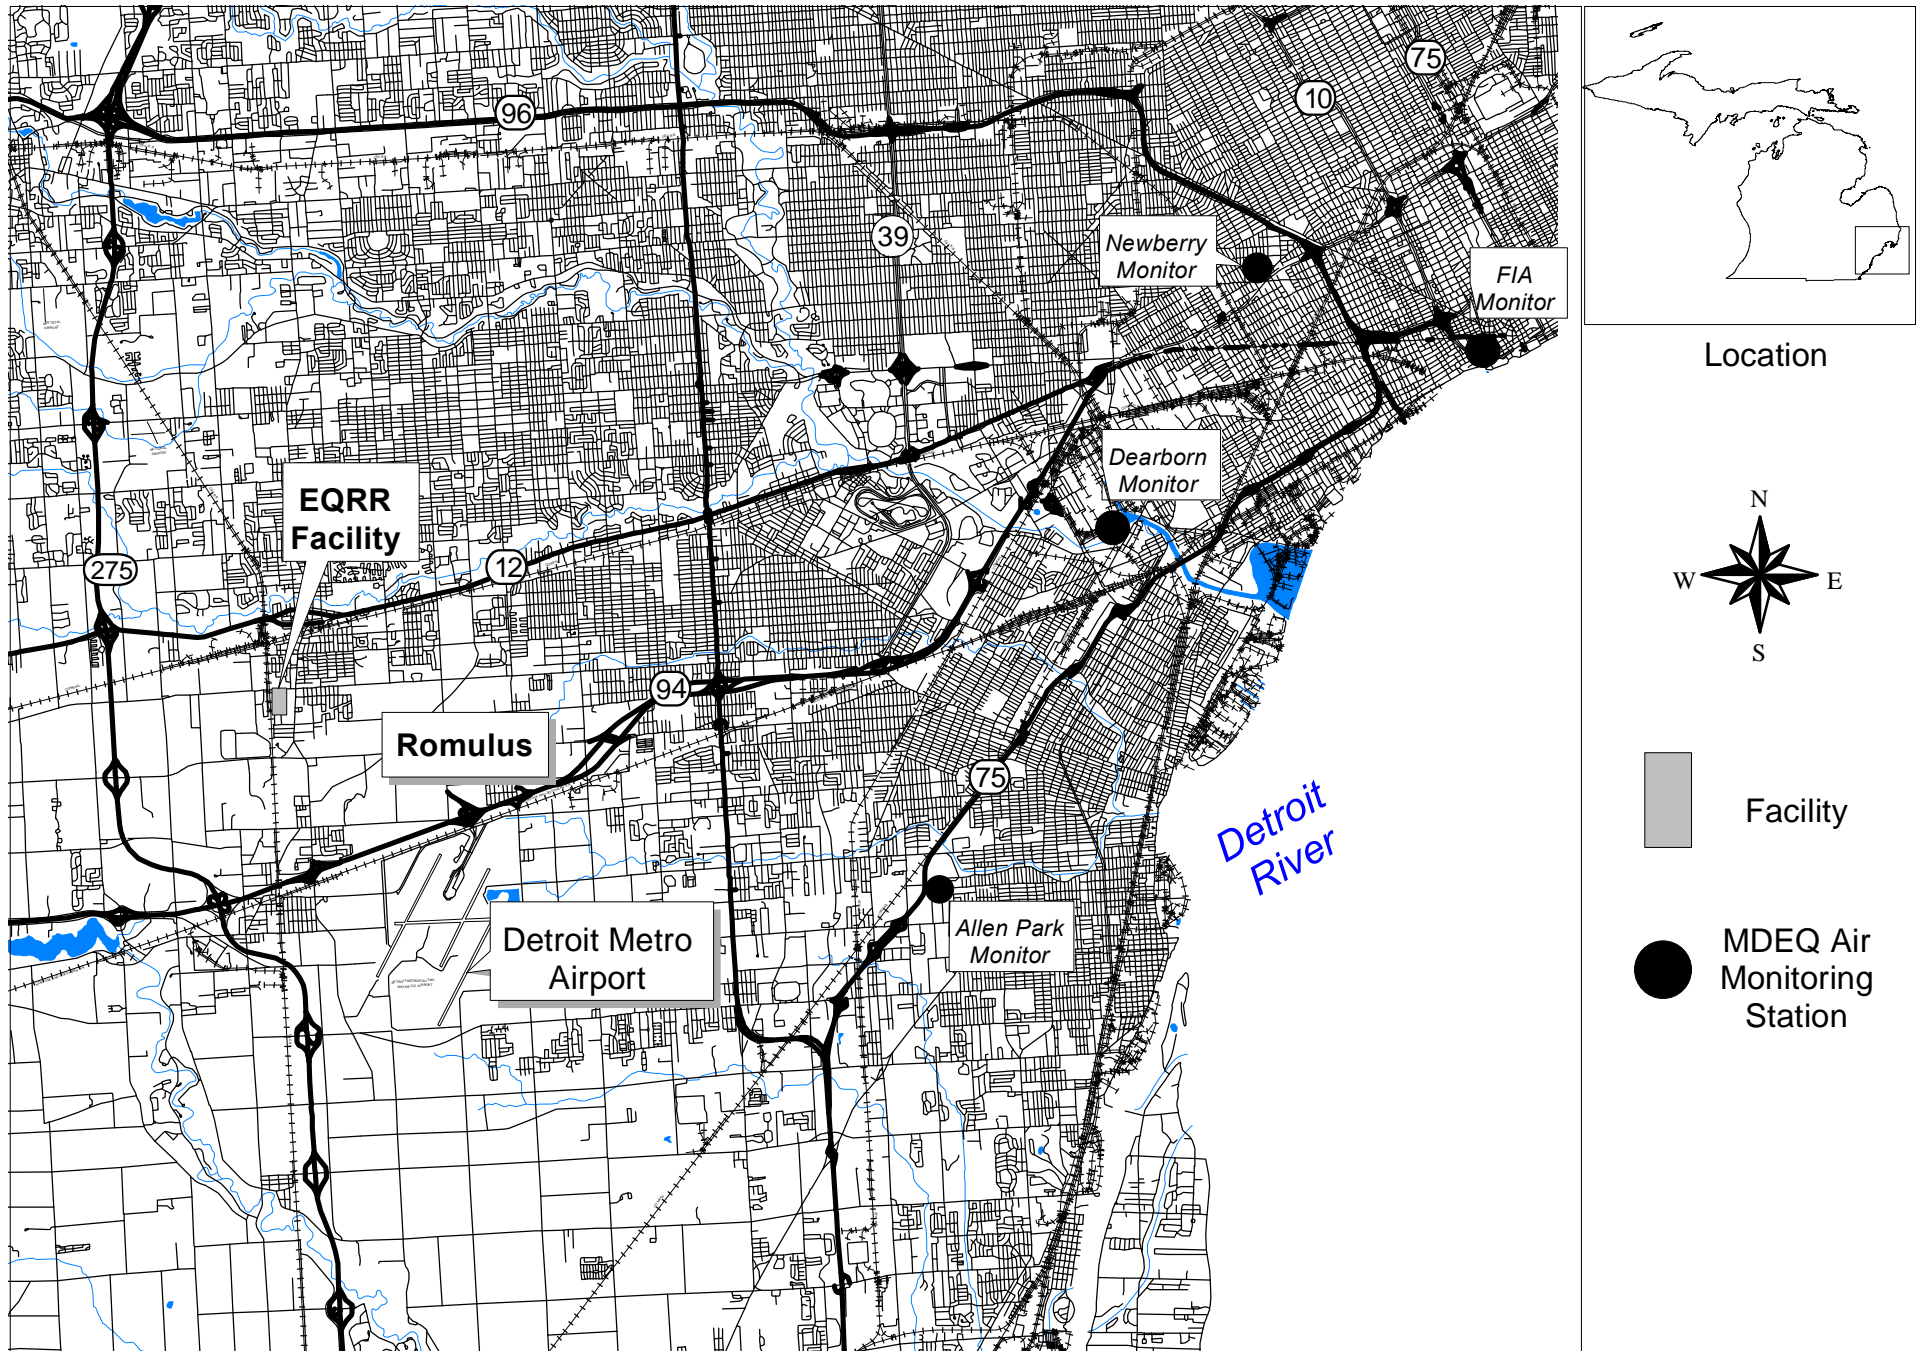 75
10
96
39
Newberry
Monitor
FIA
Monitor
Location
Dearborn
Monitor
EQRR
Facility
N
W
E
S
275
12
94
Romulus
75
Detroit
River
Facility
Allen Park
Monitor
Detroit Metro
Airport
MDEQ Air
Monitoring
Station